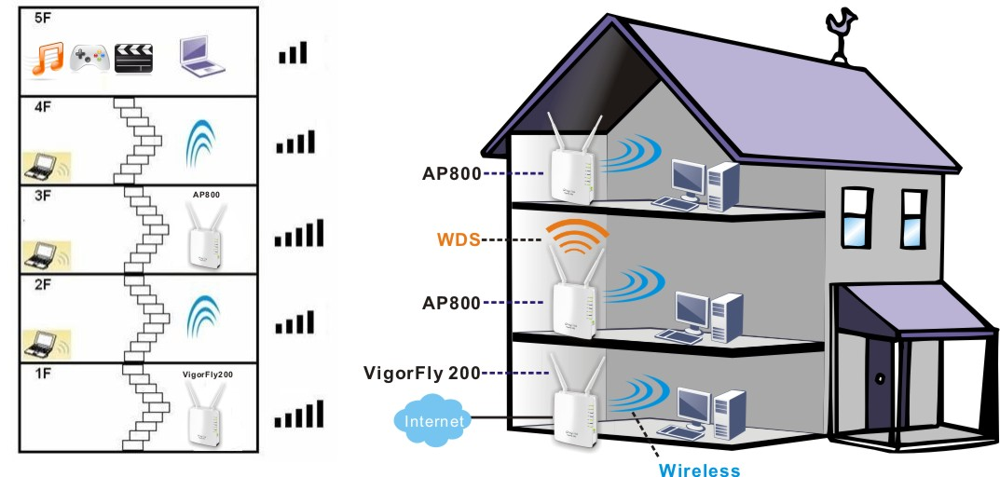 5F
4F
3F
AP800
2F
1F
VigorFly200
AP800
WDS
AP800
VigorFly 200
Internet
Wireless